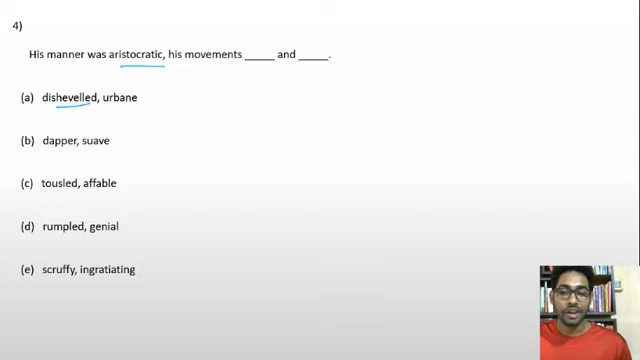 4)
His manner was aristocratic, his movements _____ and _____.
(a) dishevelled, urbane
(b) dapper, suave
(c) tousled, affable
(d) rumpled, genial
(e) scruffy, ingratiating